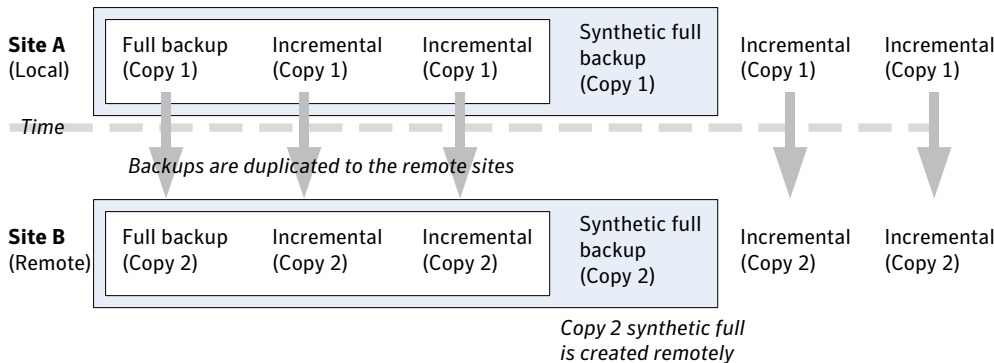 Site A
(Local)
Full backup
(Copy 1)
Incremental
(Copy 1)
Incremental
(Copy 1)
Synthetic full
backup
(Copy 1)
Incremental
(Copy 1)
Incremental
(Copy 1)
Time
Backups are duplicated to the remote sites
Site B
(Remote)
Full backup
(Copy 2)
Incremental
(Copy 2)
Incremental
(Copy 2)
Synthetic full
backup
(Copy 2)
Incremental
(Copy 2)
Incremental
(Copy 2)
Copy 2 synthetic full
is created remotely